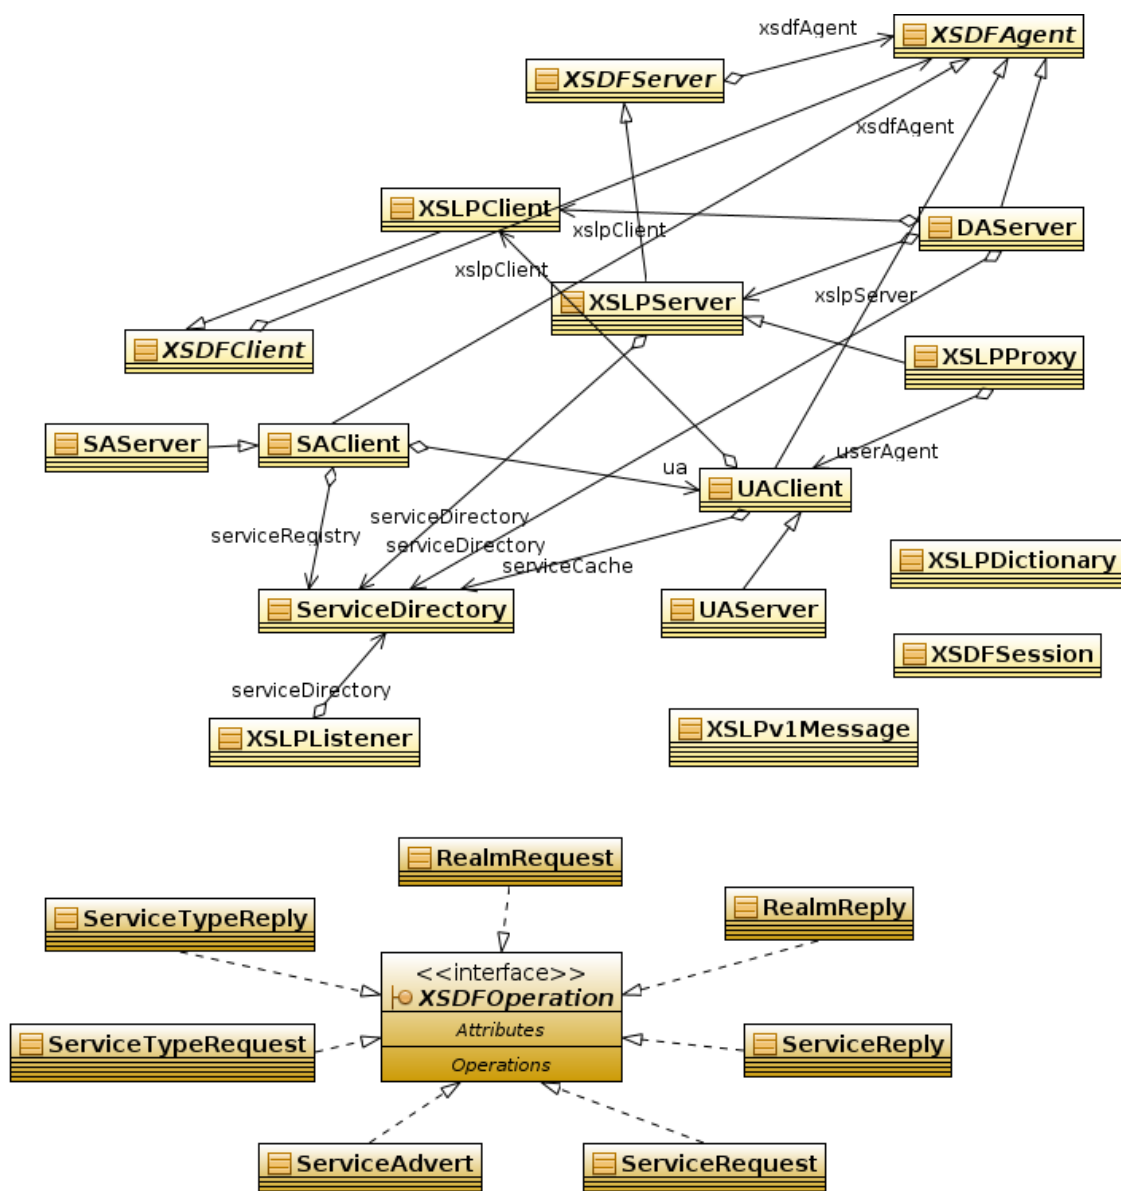 xsdfAgent
XSDFAgent
XSDFServer
xsdfAgent
XSLPClient
xslpClient
DAServer
xslpClient
XSLPServer
xslpServer
XSDFClient
XSLPProxy
SAServer
SAClient
ua
userAgent
UAClient
serviceRegistry
serviceDirectory
serviceDirectory
serviceCache
XSLPDictionary
ServiceDirectory
UAServer
XSDFSession
serviceDirectory
XSLPListener
XSLPv1Message
RealmRequest
ServiceTypeReply
RealmReply
<<interface>>
XSDFOperation
Attributes
Operations
ServiceTypeRequest
ServiceReply
ServiceAdvert
ServiceRequest